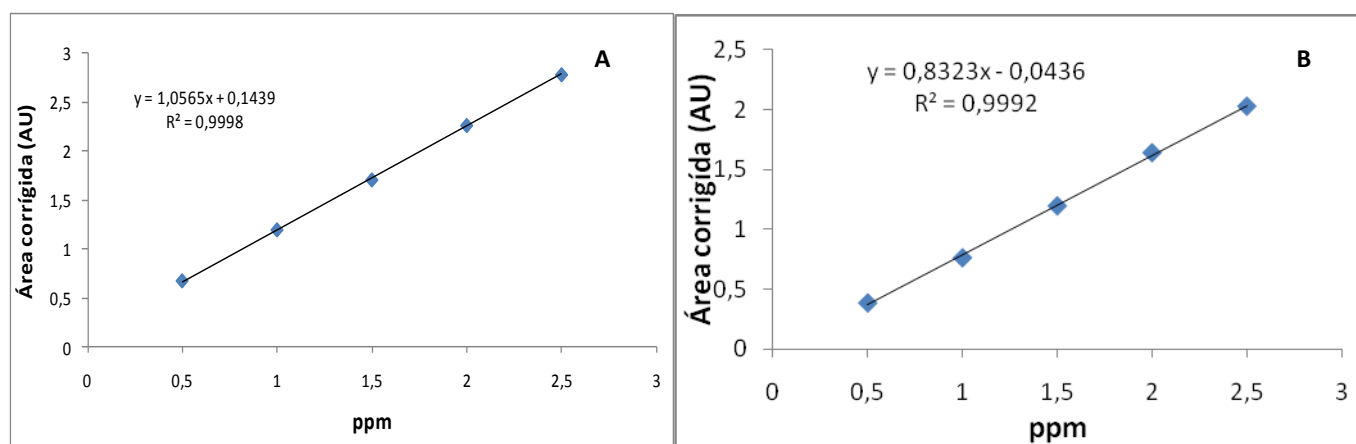 A
y = 1,0565x + 0,1439
R² = 0,9998
Área corrígida (AU)
3
2,5
2
1,5
1
0,5
0
0 0,5 1 1,5 2 2,5 3
ppm
B
y = 0,8323x - 0,0436
R² = 0,9992
Área corrigída (AU)
2,5
2
1,5
1
0,5
0
0 0,5 1 1,5 2 2,5 3
ppm